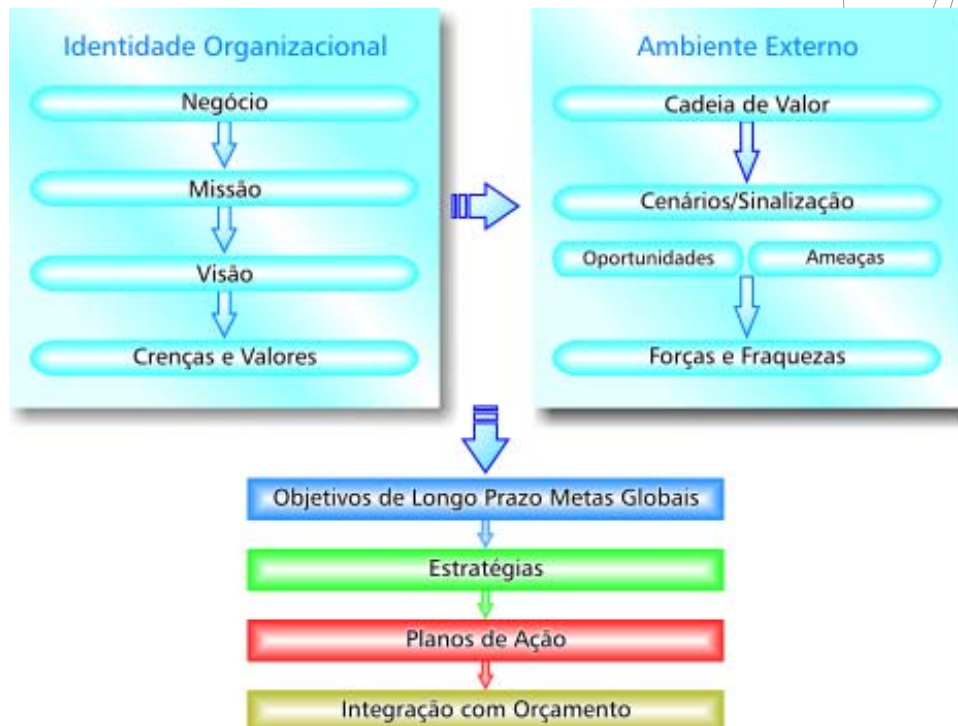 Identidade Organizacional
Negócio
Missão
Visão
Crenças e Valores
Ambiente Externo
Cadeia de Valor
Cenários/Sinalização
Oportunidades
Ameaças
Forças e Fraquezas
Objetivos de Longo Prazo Metas Globais
Estratégias
Planos de Ação
Integração com Orçamento